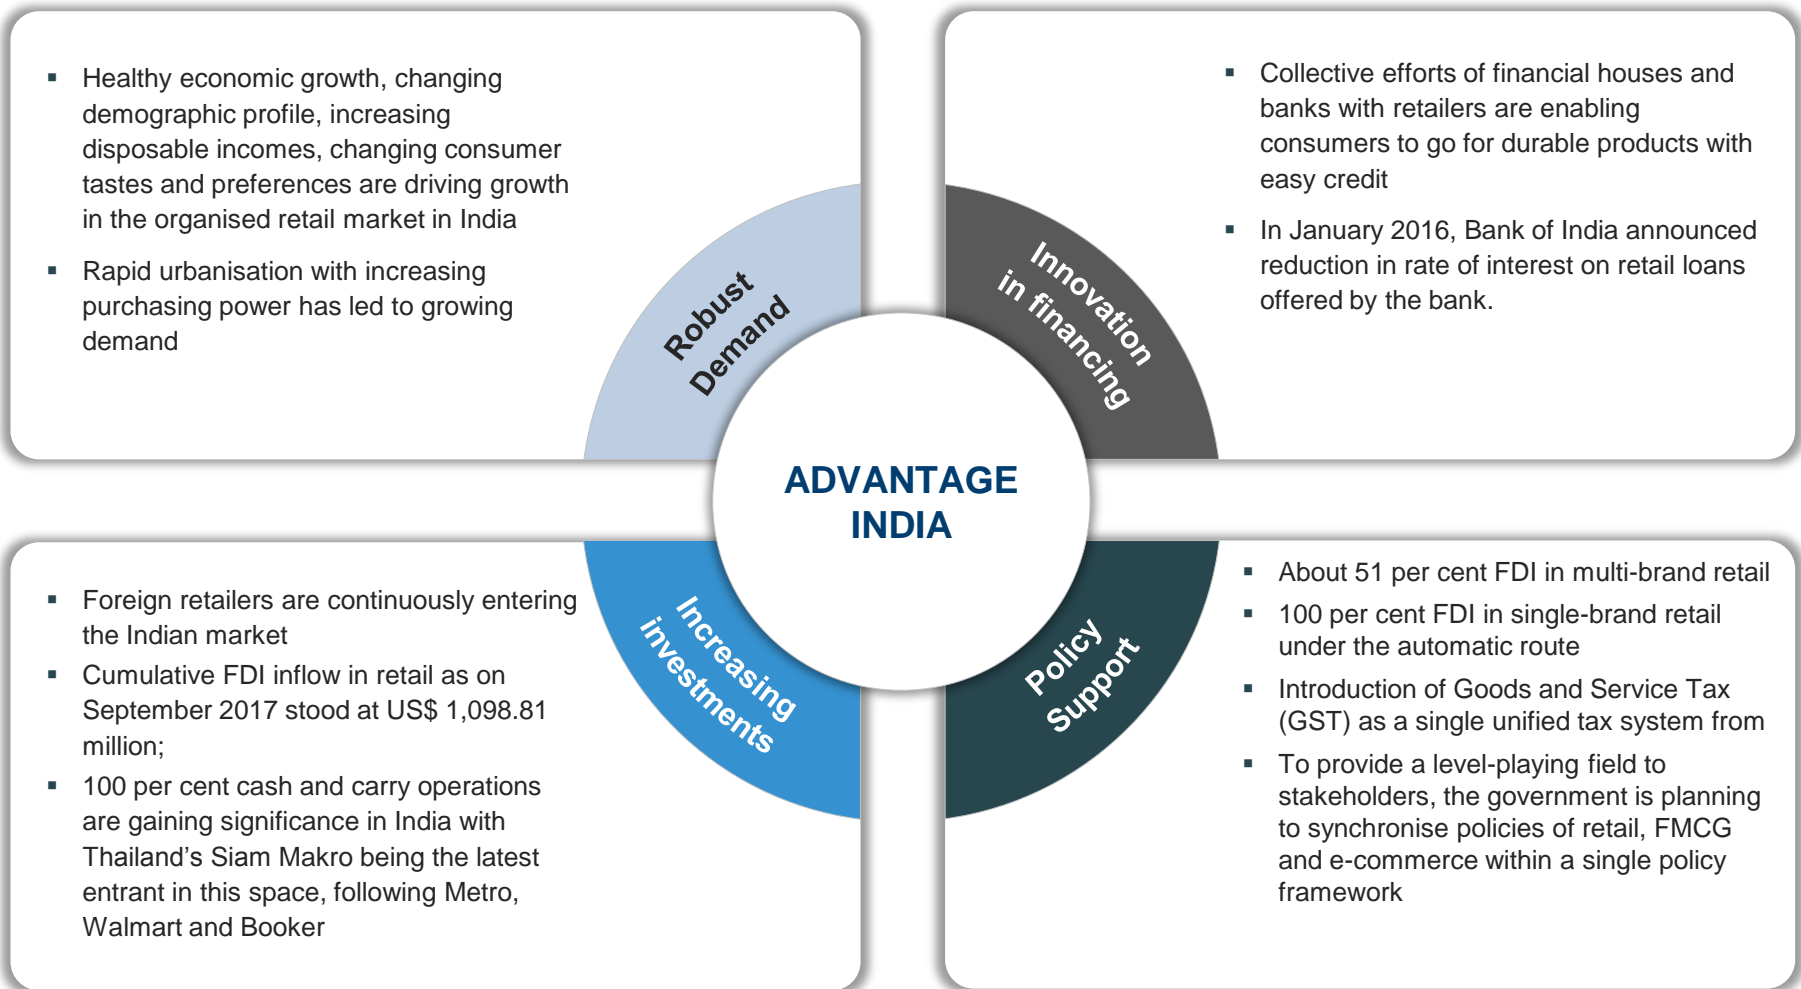 ▪ Healthy economic growth, changing
demographic profile, increasing
disposable incomes, changing consumer
tastes and preferences are driving growth
in the organised retail market in India
▪ Rapid urbanisation with increasing
purchasing power has led to growing
demand
Robust
Demand
▪ Collective efforts of financial houses and
banks with retailers are enabling
consumers to go for durable products with
easy credit
▪ In January 2016, Bank of India announced
reduction in rate of interest on retail loans
offered by the bank.
Innovation
in financing
ADVANTAGE
INDIA
▪ Foreign retailers are continuously entering
the Indian market
▪ Cumulative FDI inflow in retail as on
September 2017 stood at US$ 1,098.81
million;
▪ 100 per cent cash and carry operations
are gaining significance in India with
Thailand’s Siam Makro being the latest
entrant in this space, following Metro,
Walmart and Booker
Increasing
investments
▪ About 51 per cent FDI in multi-brand retail
▪ 100 per cent FDI in single-brand retail
under the automatic route
▪ Introduction of Goods and Service Tax
(GST) as a single unified tax system from
▪ To provide a level-playing field to
stakeholders, the government is planning
to synchronise policies of retail, FMCG
and e-commerce within a single policy
framework
Policy
Support